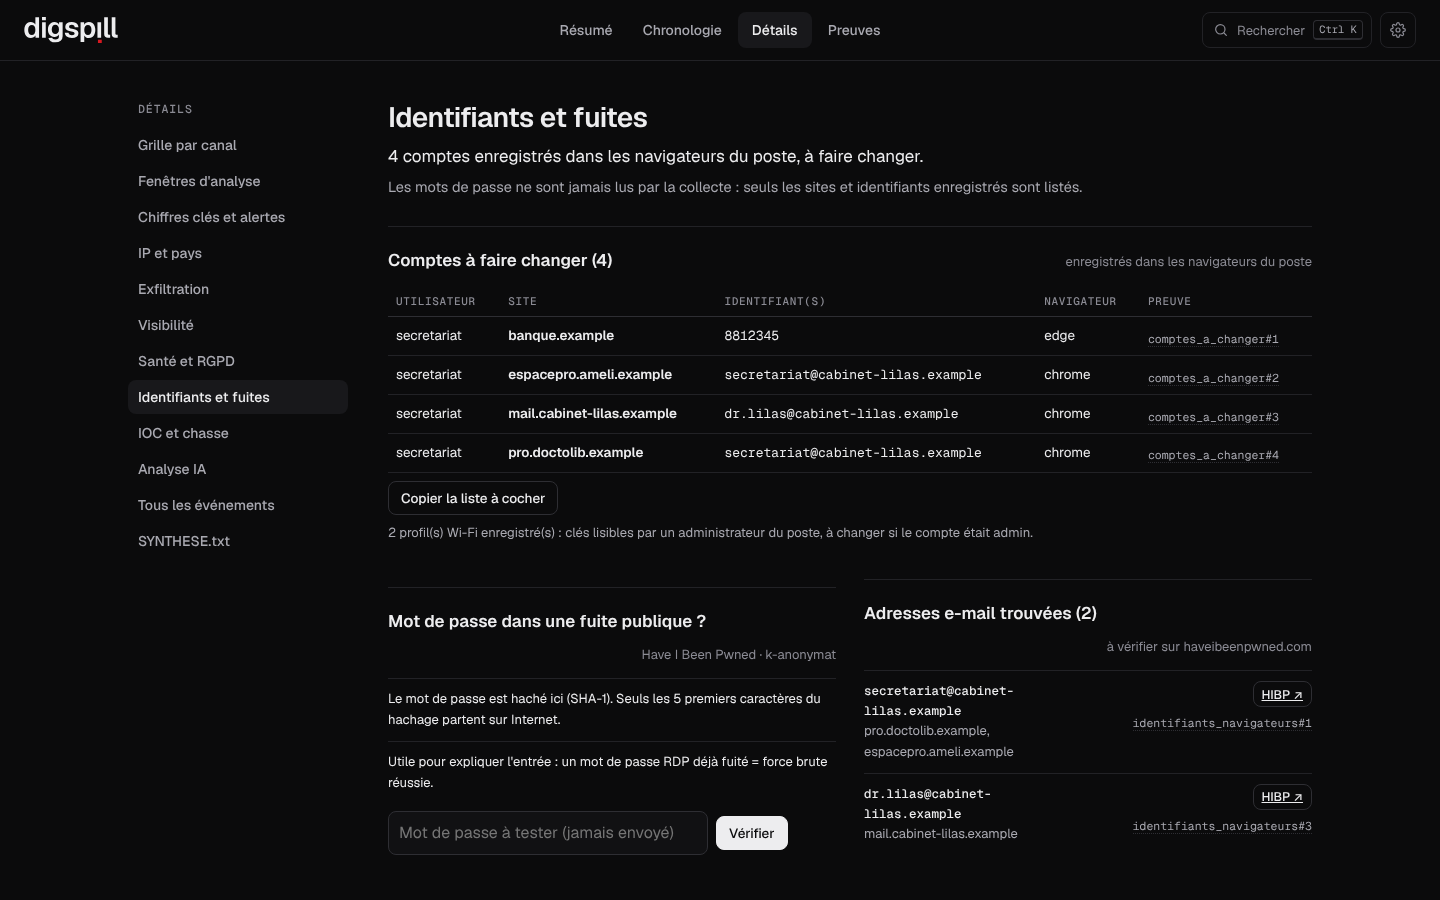 digspill
Résumé
Chronologie
Détails
Preuves
Rechercher Ctrl K
DÉTAILS
Grille par canal
Fenêtres d'analyse
Chiffres clés et alertes
IP et pays
Exfiltration
Visibilité
Santé et RGPD
Identifiants et fuites
IOC et chasse
Analyse IA
Tous les événements
SYNTHESE.txt
Identifiants et fuites
4 comptes enregistrés dans les navigateurs du poste, à faire changer.
Les mots de passe ne sont jamais lus par la collecte : seuls les sites et identifiants enregistrés sont listés.
Comptes à faire changer (4)
enregistrés dans les navigateurs du poste
UTILISATEUR SITE IDENTIFIANT(S) NAVIGATEUR PREUVE
secretariat banque.example 8812345 edge comptes_a_changer#1
secretariat espacepro.ameli.example secretariat@cabinet-lilas.example chrome comptes_a_changer#2
secretariat mail.cabinet-lilas.example dr.lilas@cabinet-lilas.example chrome comptes_a_changer#3
secretariat pro.doctolib.example secretariat@cabinet-lilas.example chrome comptes_a_changer#4
Copier la liste à cocher
2 profil(s) Wi-Fi enregistré(s) : clés lisibles par un administrateur du poste, à changer si le compte était admin.
Mot de passe dans une fuite publique ?
Have I Been Pwned · k-anonymat
Le mot de passe est haché ici (SHA-1). Seuls les 5 premiers caractères du
hachage partent sur Internet.
Utile pour expliquer l'entrée : un mot de passe RDP déjà fuité = force brute
réussie.
Mot de passe à tester (jamais envoyé)
Vérifier
Adresses e-mail trouvées (2)
à vérifier sur haveibeenpwned.com
secretariat@cabinet-
lilas.example
pro.doctolib.example,
espacepro.ameli.example
HIBP ↗
identifiants_navigateurs#1
dr.lilas@cabinet-
lilas.example
mail.cabinet-lilas.example
HIBP ↗
identifiants_navigateurs#3